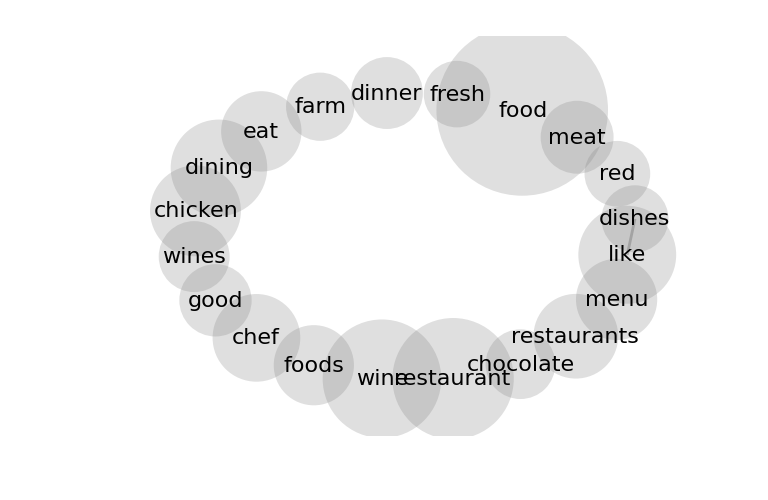 dinner
fresh
farm
food
eat
meat
dining
red
chicken
dishes
wines
like
good
menu
chef
restaurants
foods
chocolate
wine
restaurant